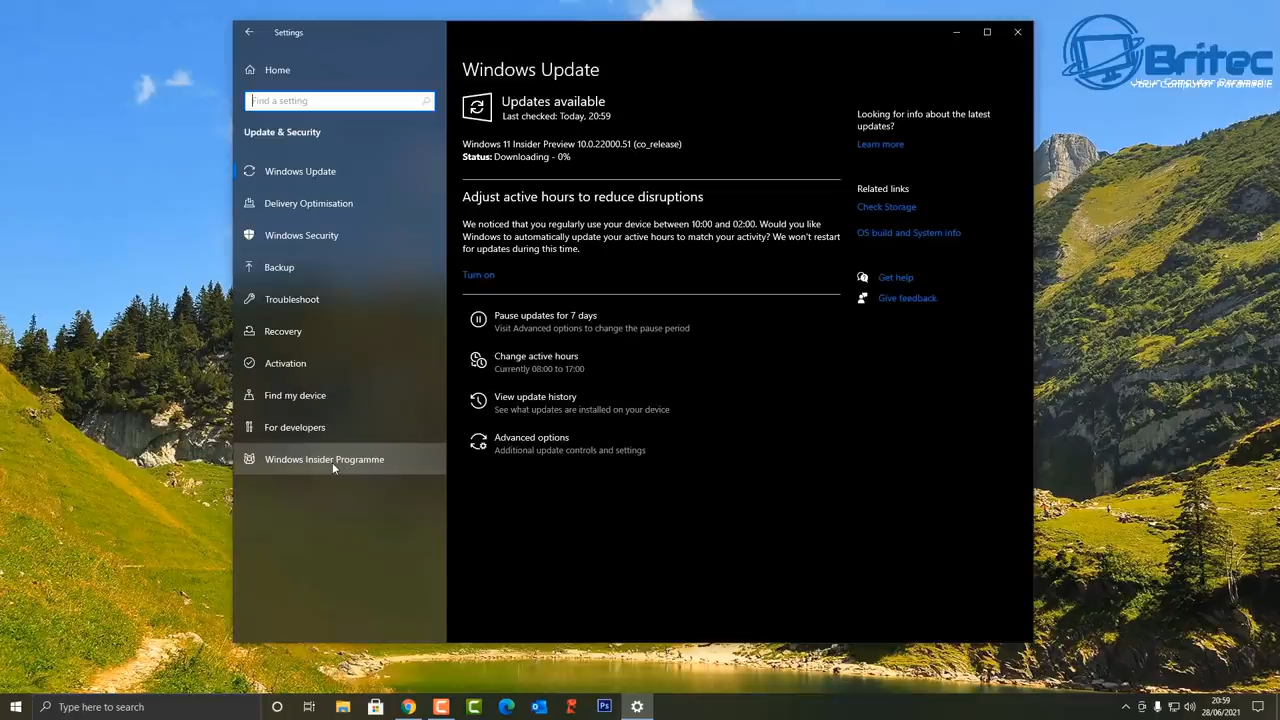 Settings
Home
Find a setting
Update & Security
Windows Update
Delivery Optimisation
Windows Security
Backup
Troubleshoot
Recovery
Activation
Find my device
For developers
Windows Insider Programme
Windows Update
Updates available
Last checked: Today, 20:59
Windows 11 Insider Preview 10.0.22000.51 (co_release)
Status: Downloading - 0%
Adjust active hours to reduce disruptions
We noticed that you regularly use your device between 10:00 and 02:00. Would you like
Windows to automatically update your active hours to match your activity? We won't restart
for updates during this time.
Turn on
Pause updates for 7 days
Visit Advanced options to change the pause period
Change active hours
Currently 08:00 to 17:00
View update history
See what updates are installed on your device
Advanced options
Additional update controls and settings
Looking for info about the latest
updates?
Learn more
Related links
Check Storage
OS build and System info
Get help
Give feedback
Britec
Your Computer Paramedic
Type here to search
Ps
20:59
28/06/2021